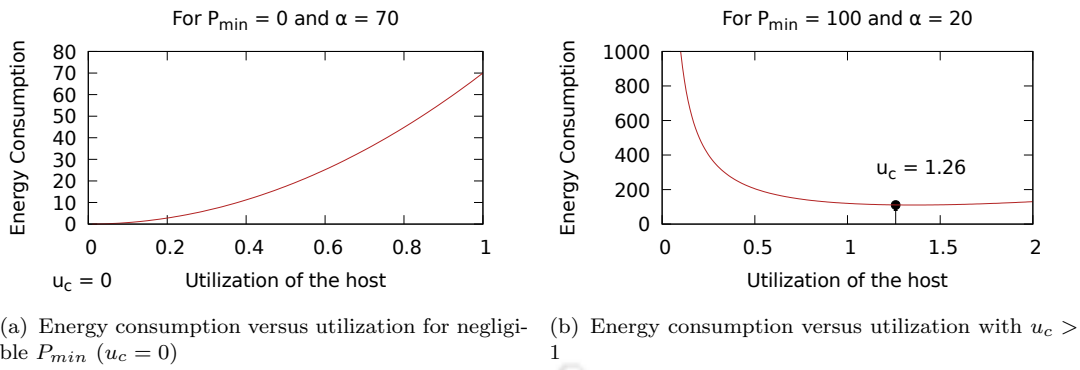 For P_min = 0 and α = 70
Energy Consumption
80
70
60
50
40
30
20
10
0
0 0.2 0.4 0.6 0.8 1
u_c = 0 Utilization of the host
(a) Energy consumption versus utilization for negligi-
ble P_min (u_c = 0)
For P_min = 100 and α = 20
Energy Consumption
1000
800
600
400
200
0
u_c = 1.26
0 0.5 1 1.5 2
Utilization of the host
(b) Energy consumption versus utilization with u_c >
1